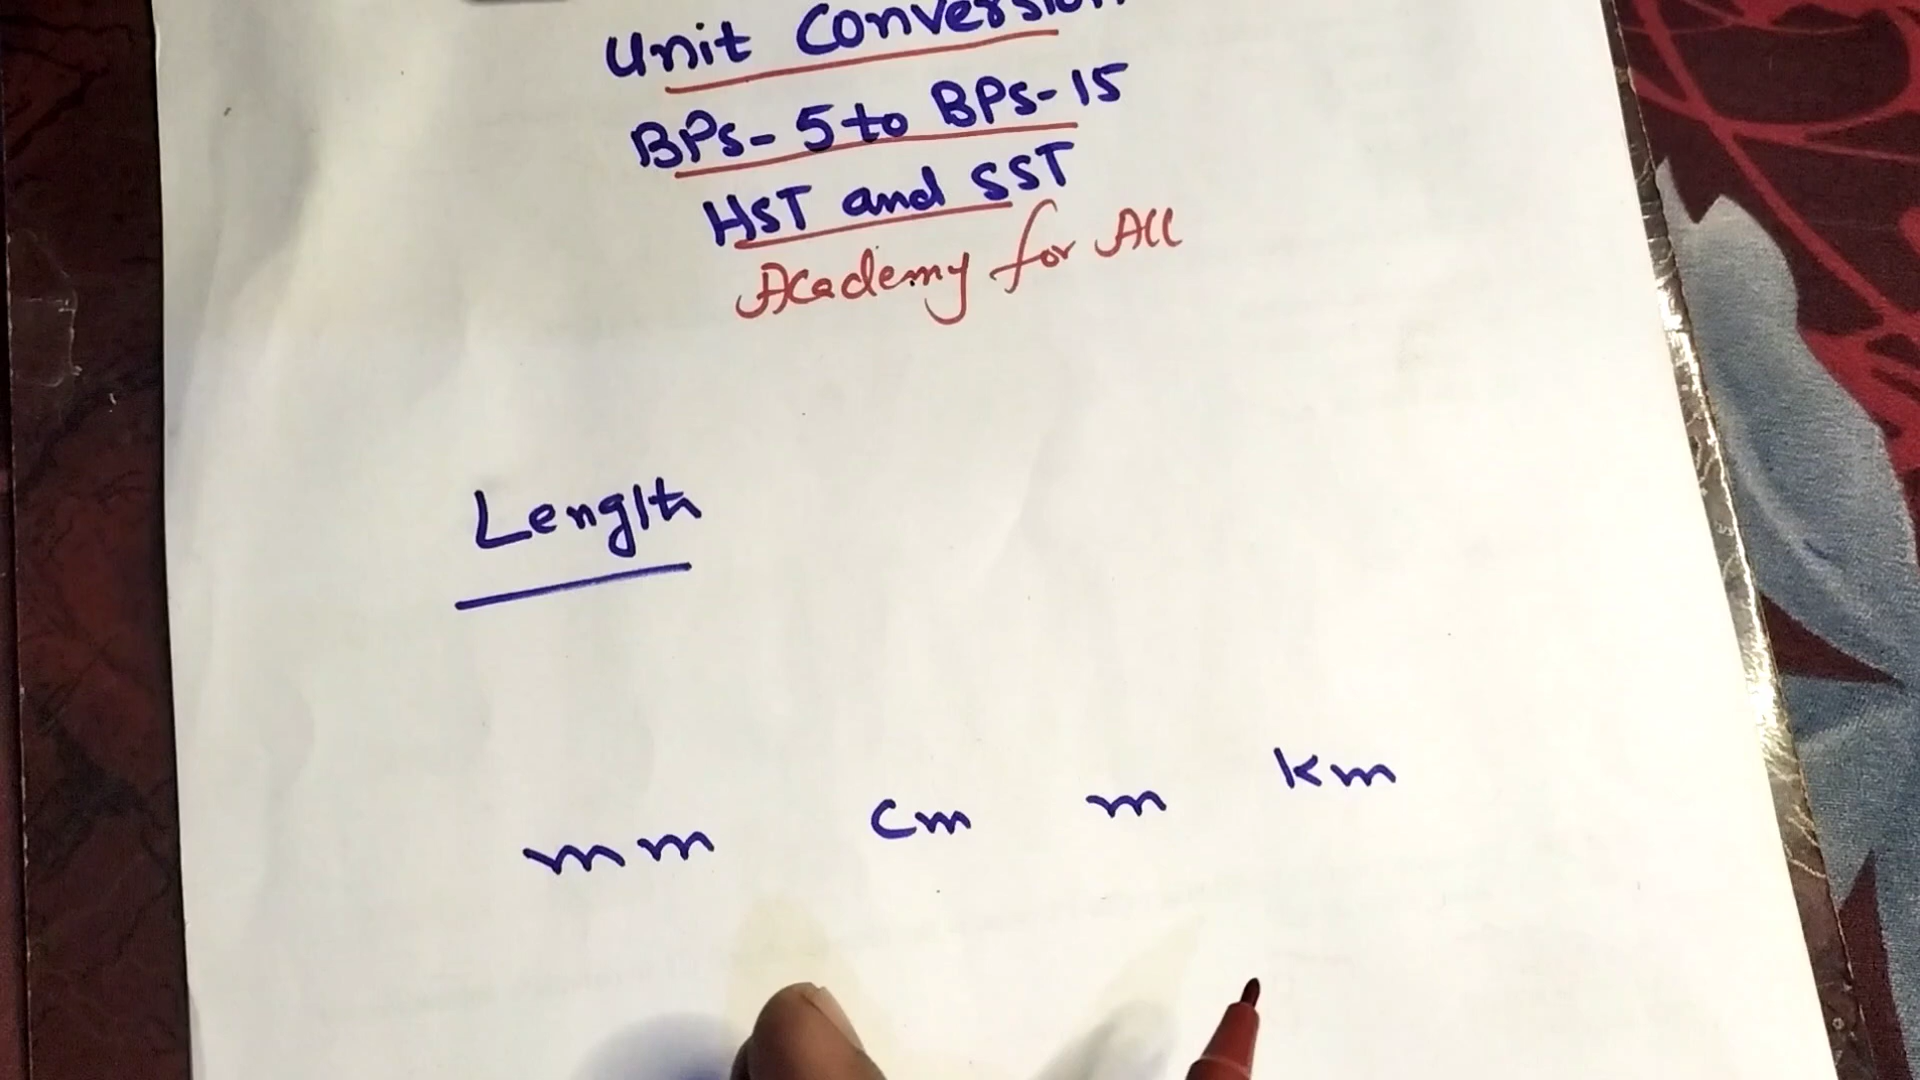 Unit Conversion
BPS- 5 to BPS-15
HST and SST
Academy for All
Length
mm cm m km